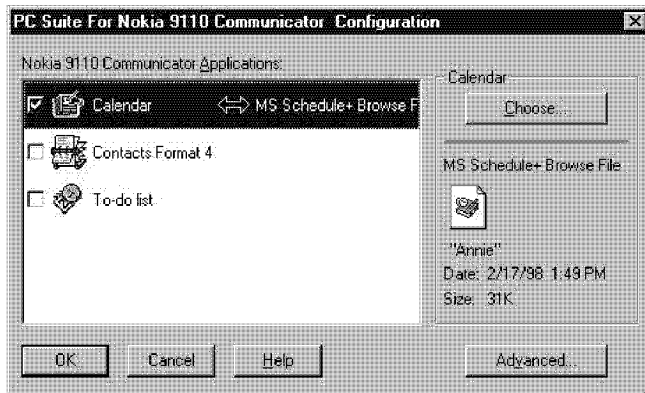 PC Suite For Nokia 9110 Communicator Configuration
Nokia 9110 Communicator Applications:
Calendar MS Schedule+ Browse F
Contacts Format 4
To-do list
Calendar
Choose...
MS Schedule+ Browse File
"Annie"
Date: 2/17/98 1:49 PM
Size: 31K
OK Cancel Help Advanced...